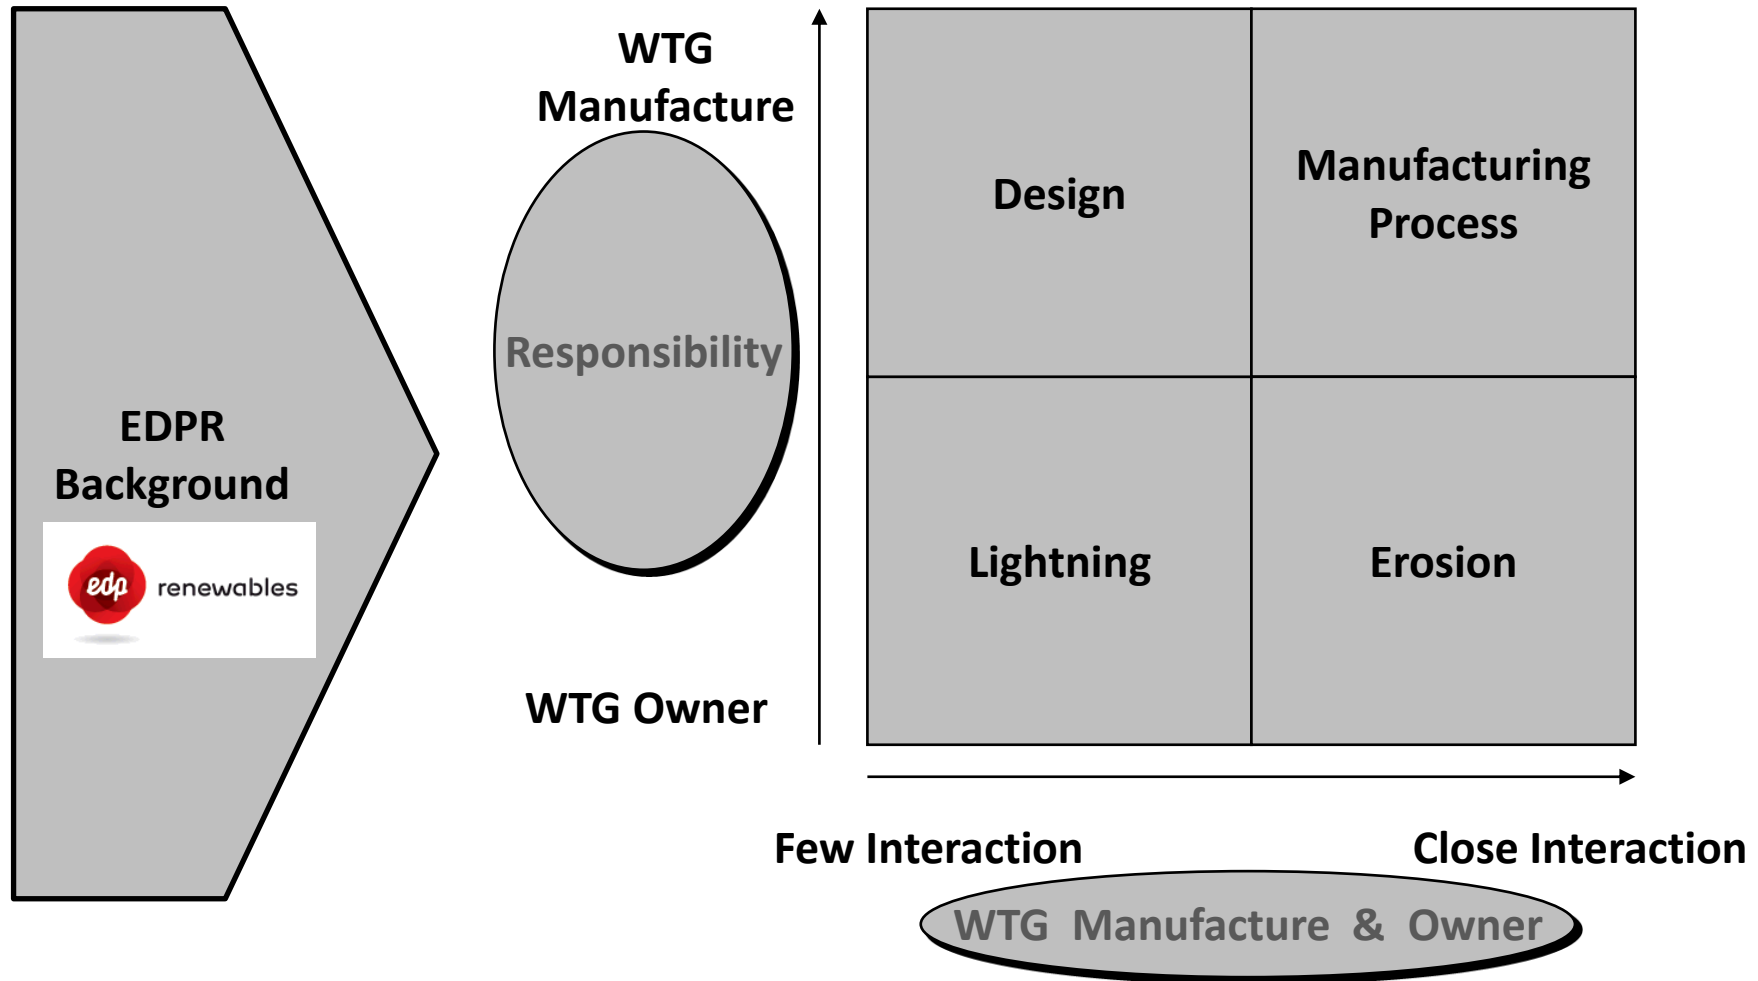 EDPR
Background
edp renewables
WTG
Manufacture
Responsibility
WTG Owner
Design
Manufacturing
Process
Lightning
Erosion
Few Interaction
Close Interaction
WTG Manufacture & Owner